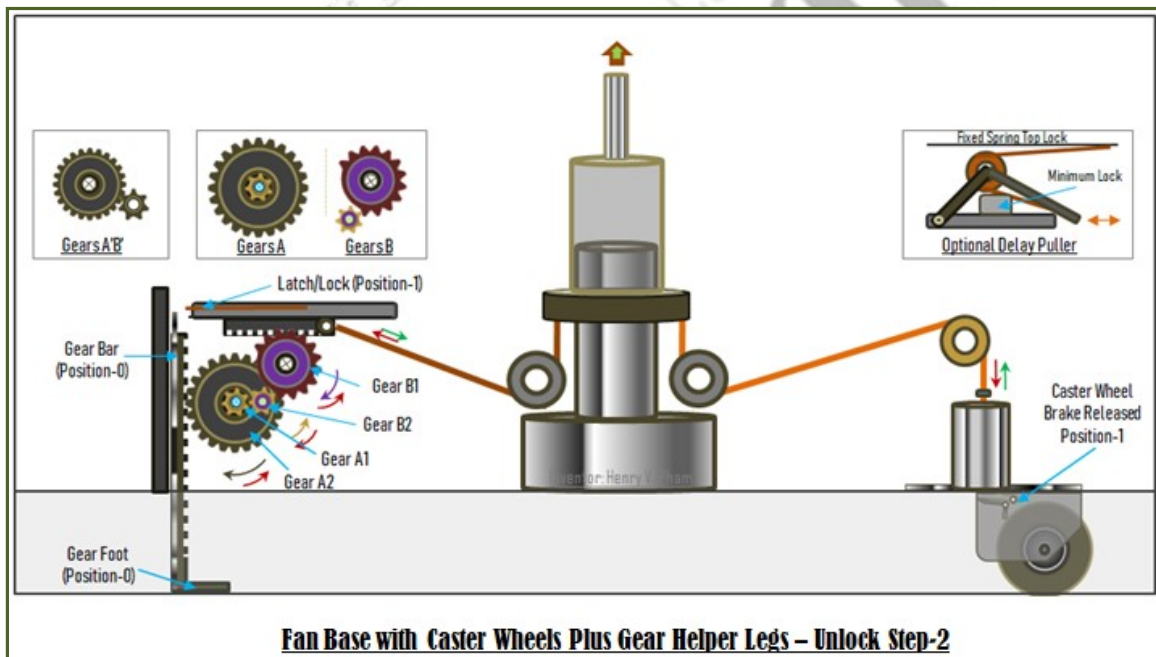 Fixed Spring Top Lock
Minimum Lock
Optional Delay Puller
Gears A'B'
Gears A
Gears B
Latch/Lock (Position-1)
Gear Bar
(Position-0)
Gear B1
Gear B2
Gear A1
Gear A2
Caster Wheel
Brake Released
Position-1
Inventor: Henry
Gear Foot
(Position-0)
Fan Base with Caster Wheels Plus Gear Helper Legs – Unlock Step-2